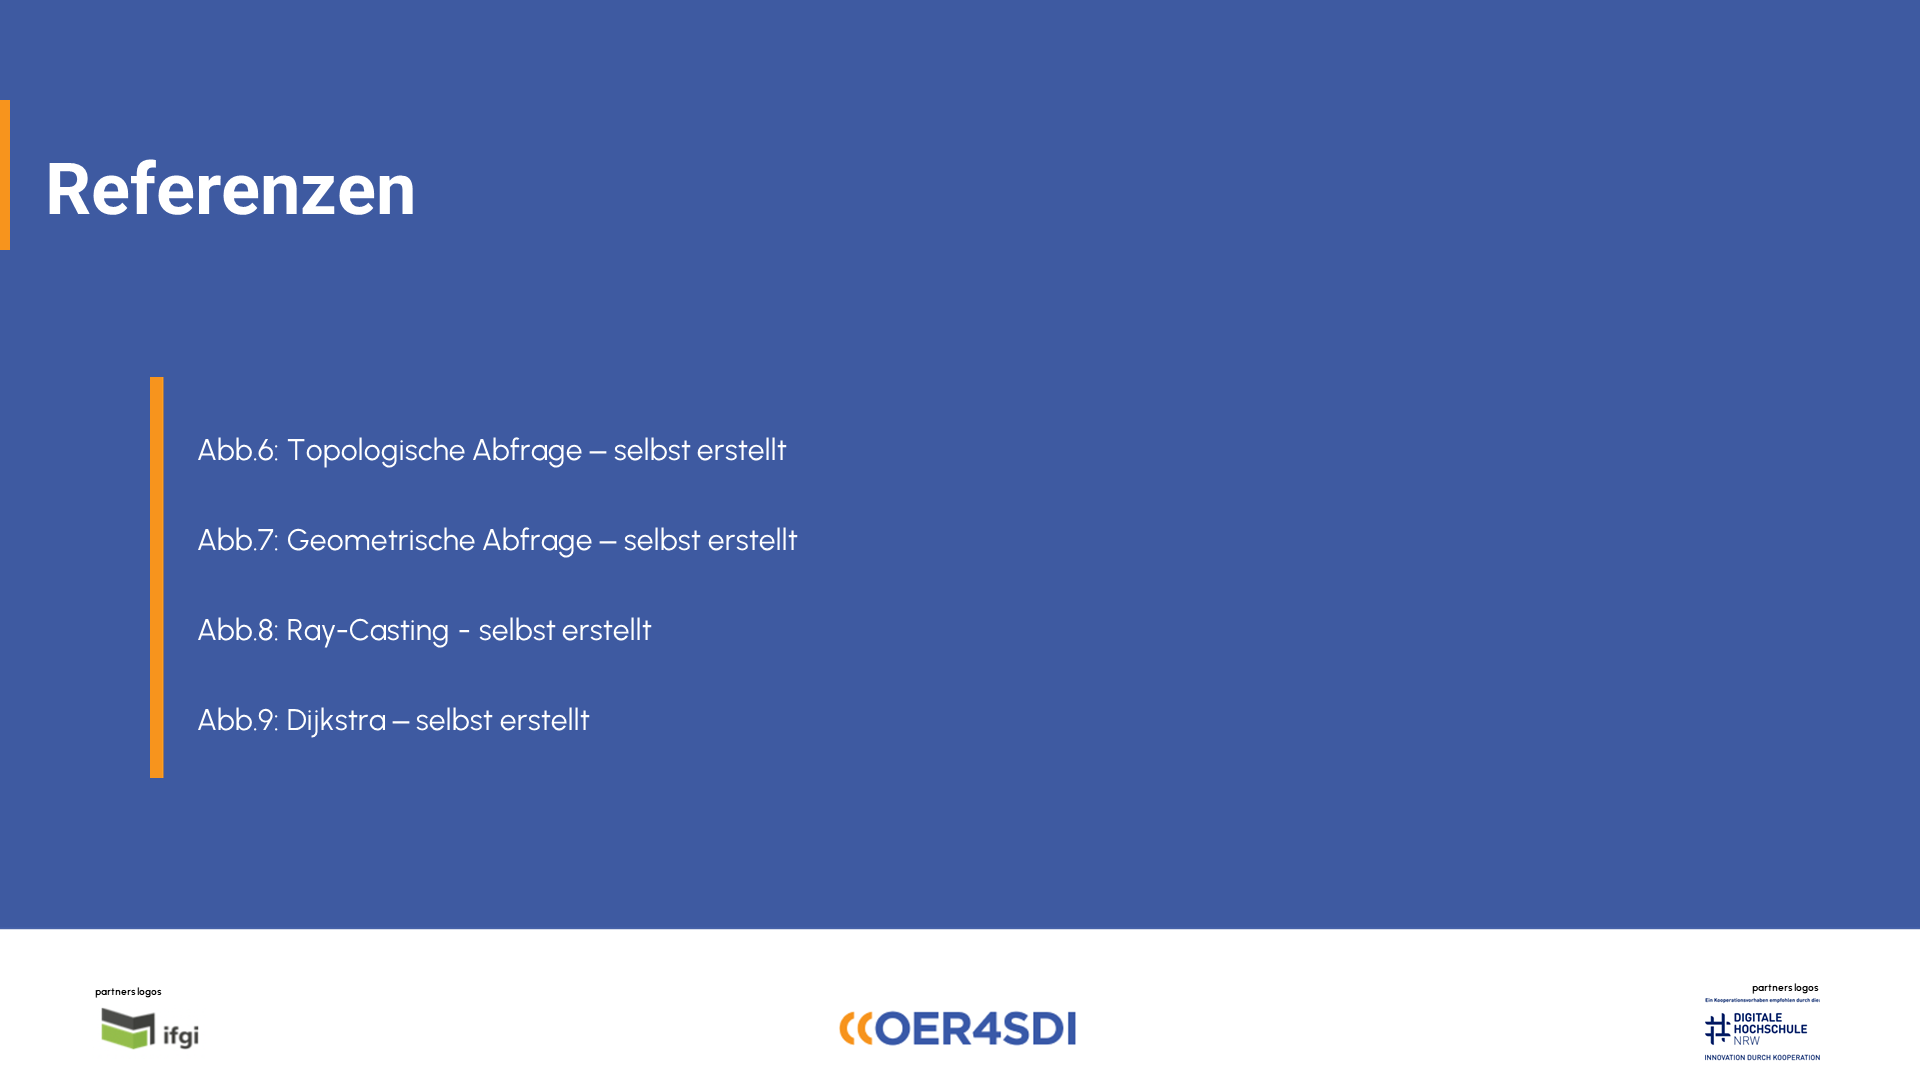 Referenzen
Abb.6: Topologische Abfrage – selbst erstellt
Abb.7: Geometrische Abfrage – selbst erstellt
Abb.8: Ray-Casting - selbst erstellt
Abb.9: Dijkstra – selbst erstellt
partners logos
ifgi
OER4SDI
partners logos
Ein Kooperationsvorhaben empfohlen durch die:
DIGITALE
HOCHSCHULE
NRW
INNOVATION DURCH KOOPERATION